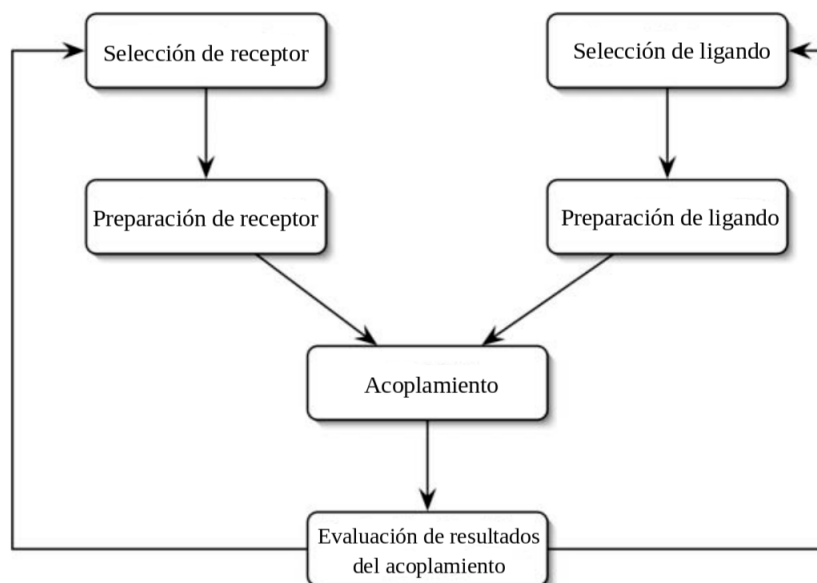 Selección de receptor
Selección de ligando
Preparación de receptor
Preparación de ligando
Acoplamiento
Evaluación de resultados
del acoplamiento